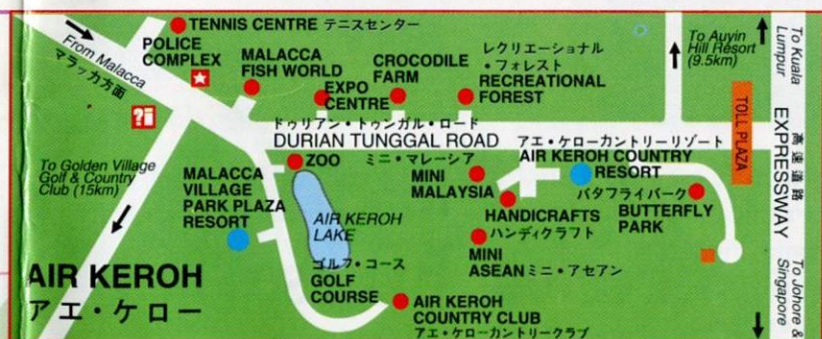 TENNIS CENTRE テニスセンター
From Malacca
マラッカ方面
POLICE
COMPLEX
MALACCA
FISH WORLD
EXPO
CENTRE
CROCODILE
FARM
レクリエーショナル
・フォレスト
RECREATIONAL
FOREST
To Auyin
Hill Resort
(9.5km)
To Kuala
Lumpur
TOLL PLAZA
EXPRESSWAY
高速道路
To Johore &
Singapore
?i
ドゥリアン・トゥンガル・ロード
DURIAN TUNGGAL ROAD
To Golden Village
Golf & Country
Club (15km)
MALACCA
VILLAGE
PARK PLAZA
RESORT
ZOO
AIR KEROH
LAKE
ミニ・マレーシア
MINI
MALAYSIA
アエ・ケローカントリーリゾート
AIR KEROH COUNTRY
RESORT
バタフライパーク
BUTTERFLY
PARK
HANDICRAFTS
ハンディクラフト
MINI
ASEAN ミニ・アセアン
ゴルフ・コース
GOLF
COURSE
AIR KEROH
COUNTRY CLUB
アエ・ケローカントリークラブ
AIR KEROH
アエ・ケロー